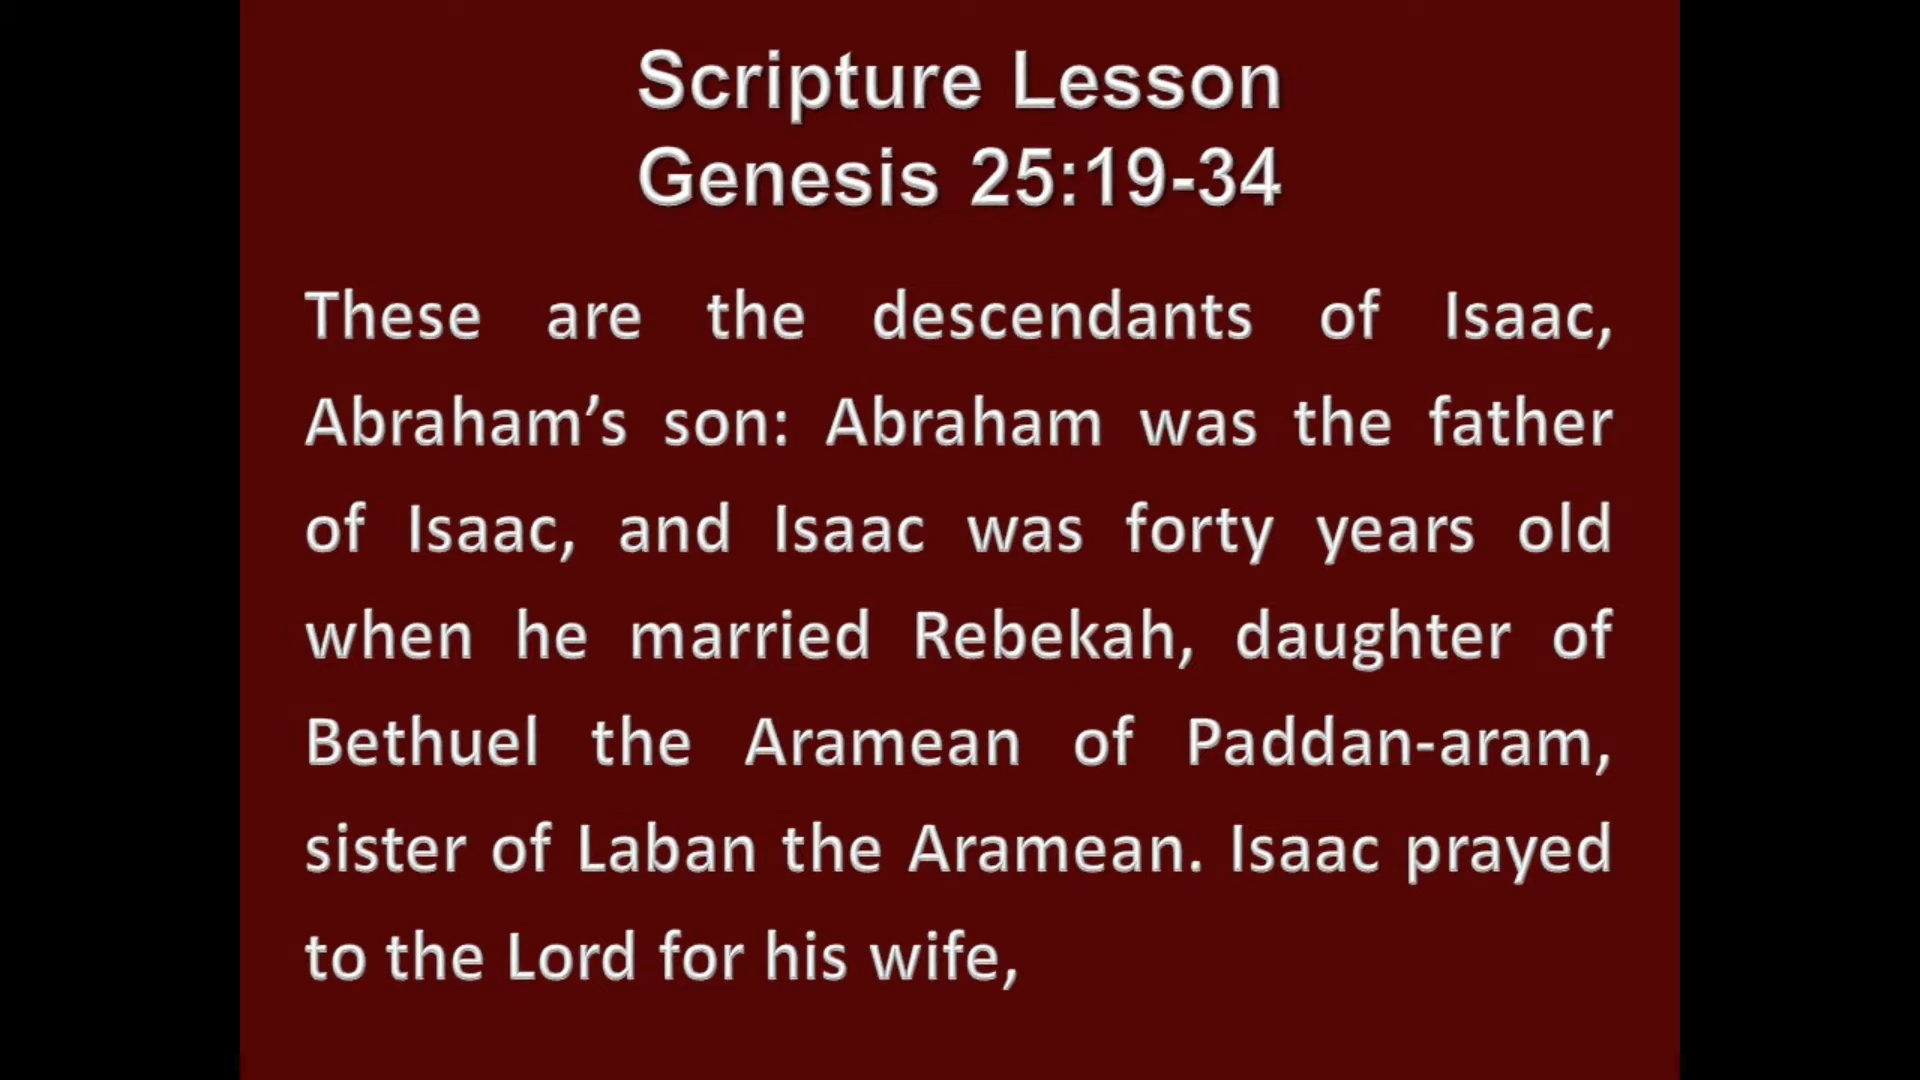 Scripture Lesson
Genesis 25:19-34
These are the descendants of Isaac,
Abraham’s son: Abraham was the father
of Isaac, and Isaac was forty years old
when he married Rebekah, daughter of
Bethuel the Aramean of Paddan-aram,
sister of Laban the Aramean. Isaac prayed
to the Lord for his wife,